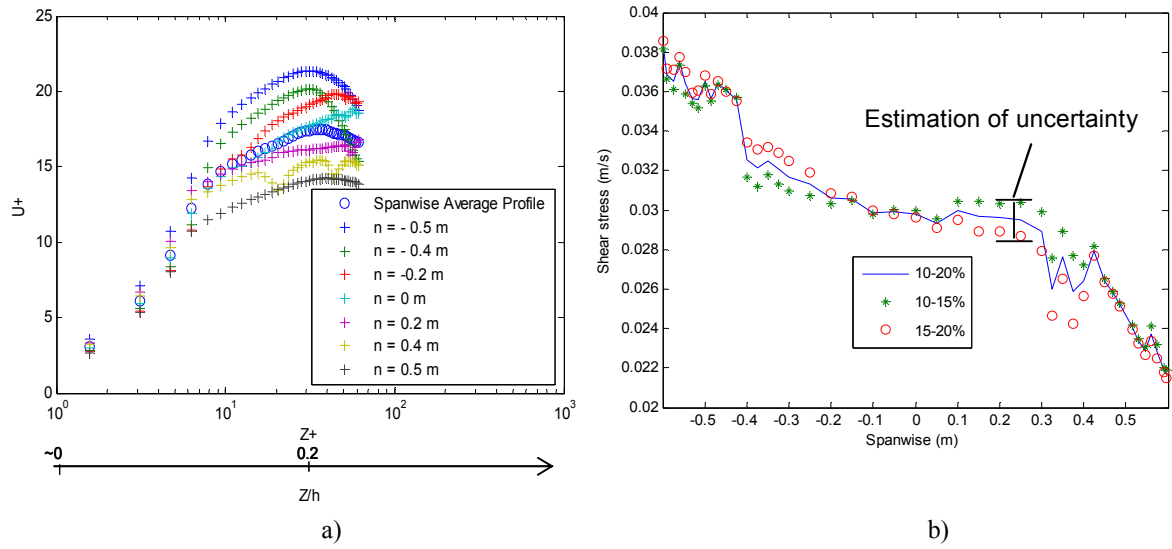 25
20
15
10
5
0
U+
Spanwise Average Profile
n = - 0.5 m
n = - 0.4 m
n = -0.2 m
n = 0 m
n = 0.2 m
n = 0.4 m
n = 0.5 m
10^0 10^1 10^2 10^3
Z+
~0 0.2
Z/h
a)
0.04
0.038
0.036
0.034
0.032
0.03
0.028
0.026
0.024
0.022
0.02
Shear stress (m/s)
Estimation of uncertainty
10-20%
10-15%
15-20%
-0.5 -0.4 -0.3 -0.2 -0.1 0 0.1 0.2 0.3 0.4 0.5
Spanwise (m)
b)